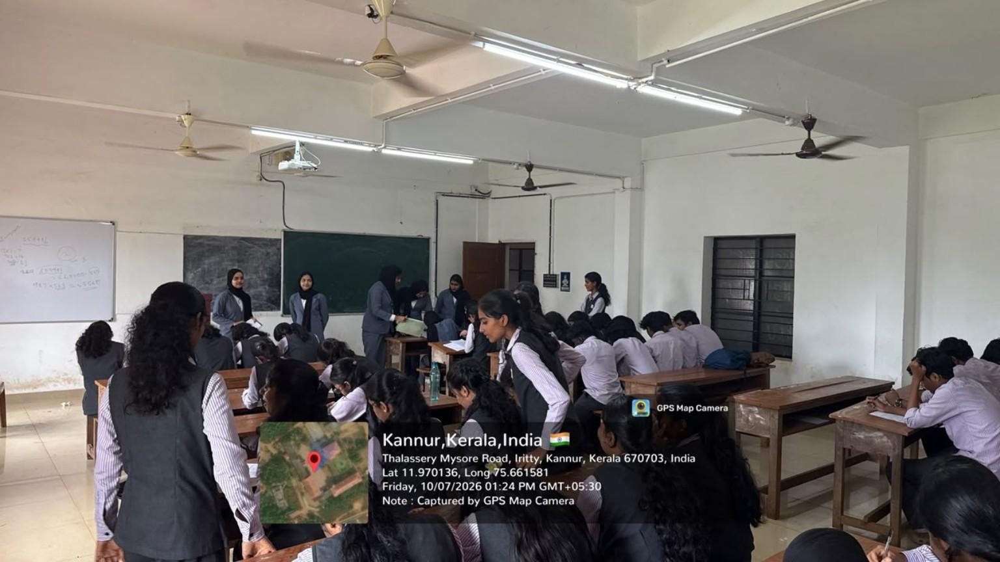 GPS Map Camera
Kannur,Kerala,India 🇮🇳
Thalassery Mysore Road, Iritty, Kannur, Kerala 670703, India
Lat 11.970136, Long 75.661581
Friday, 10/07/2026 01:24 PM GMT+05:30
Note : Captured by GPS Map Camera